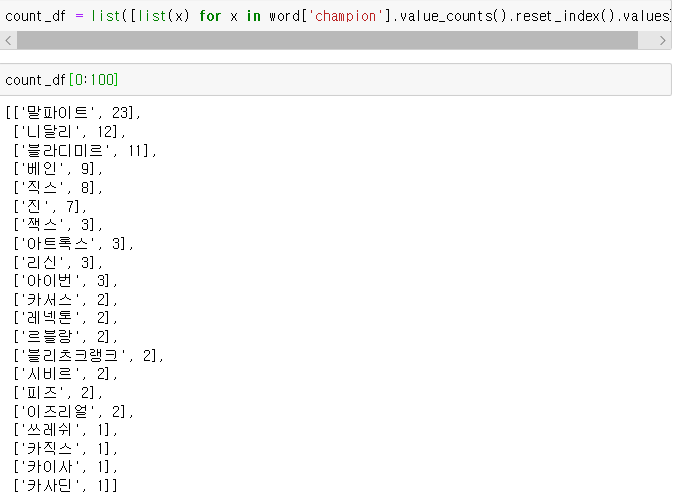 count_df = list([list(x) for x in word['champion'].value_counts().reset_index().values]
count_df[0:100]
[['말파이트', 23],
['니달리', 12],
['블라디미르', 11],
['베인', 9],
['직스', 8],
['진', 7],
['잭스', 3],
['아트록스', 3],
['리신', 3],
['아이번', 3],
['카서스', 2],
['레넥톤', 2],
['르블랑', 2],
['블리츠크랭크', 2],
['시비르', 2],
['피즈', 2],
['이즈리얼', 2],
['쓰레쉬', 1],
['카직스', 1],
['카이사', 1],
['카사딘', 1]]